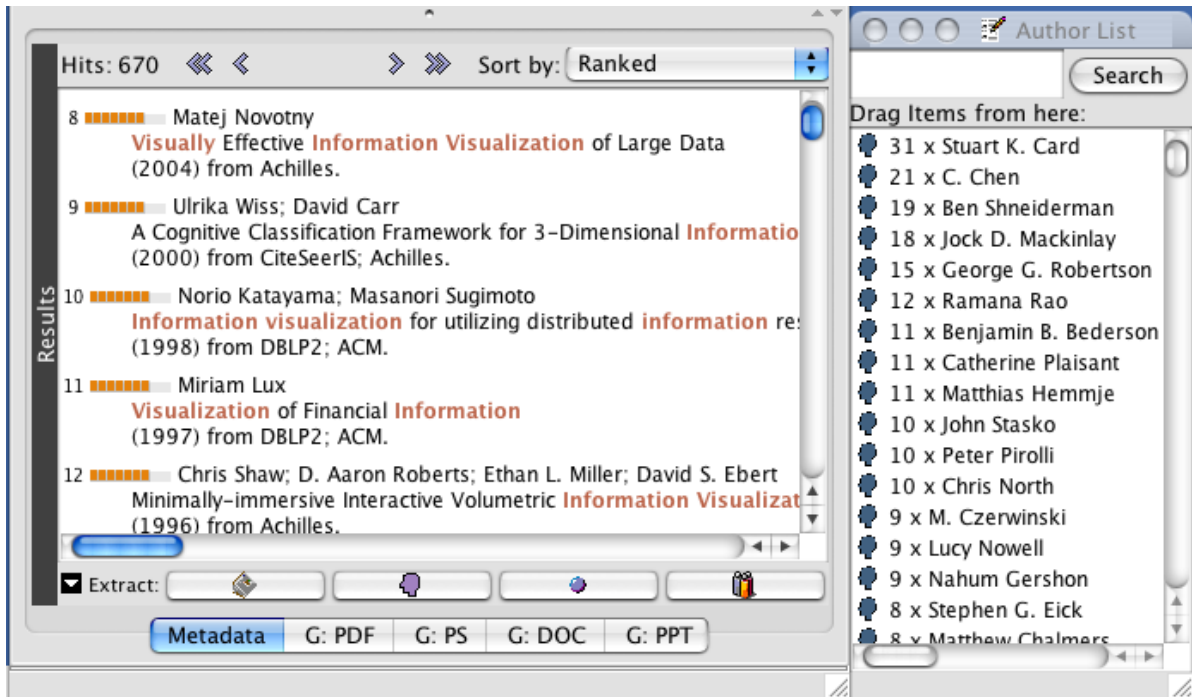 Hits: 670
Sort by: Ranked
8 Matej Novotny
Visually Effective Information Visualization of Large Data
(2004) from Achilles.
9 Ulrika Wiss; David Carr
A Cognitive Classification Framework for 3-Dimensional Informatio
(2000) from CiteSeerIS; Achilles.
10 Norio Katayama; Masanori Sugimoto
Information visualization for utilizing distributed information res
(1998) from DBLP2; ACM.
11 Miriam Lux
Visualization of Financial Information
(1997) from DBLP2; ACM.
12 Chris Shaw; D. Aaron Roberts; Ethan L. Miller; David S. Ebert
Minimally-immersive Interactive Volumetric Information Visualizat
(1996) from Achilles.
Results
Extract:
Metadata G: PDF G: PS G: DOC G: PPT
Author List
Search
Drag Items from here:
31 x Stuart K. Card
21 x C. Chen
19 x Ben Shneiderman
18 x Jock D. Mackinlay
15 x George G. Robertson
12 x Ramana Rao
11 x Benjamin B. Bederson
11 x Catherine Plaisant
11 x Matthias Hemmje
10 x John Stasko
10 x Peter Pirolli
10 x Chris North
9 x M. Czerwinski
9 x Lucy Nowell
9 x Nahum Gershon
8 x Stephen G. Eick
8 x Matthew Chalmers